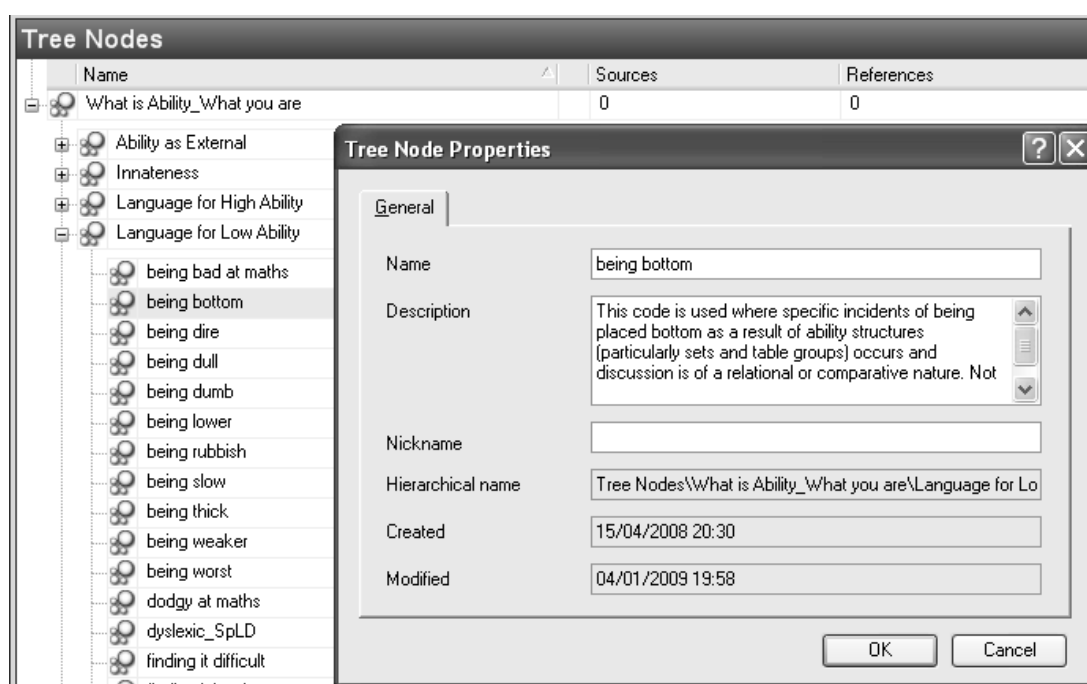 Tree Nodes
Name Sources References
What is Ability_What you are 0 0
Ability as External
Innateness
Language for High Ability
Language for Low Ability
being bad at maths
being bottom
being dire
being dull
being dumb
being lower
being rubbish
being slow
being thick
being weaker
being worst
dodgy at maths
dyslexic_SpLD
finding it difficult
Tree Node Properties
General
Name being bottom
Description This code is used where specific incidents of being
placed bottom as a result of ability structures
(particularly sets and table groups) occurs and
discussion is of a relational or comparative nature. Not
Nickname
Hierarchical name Tree Nodes\What is Ability_What you are\Language for Lo
Created 15/04/2008 20:30
Modified 04/01/2009 19:58
OK Cancel